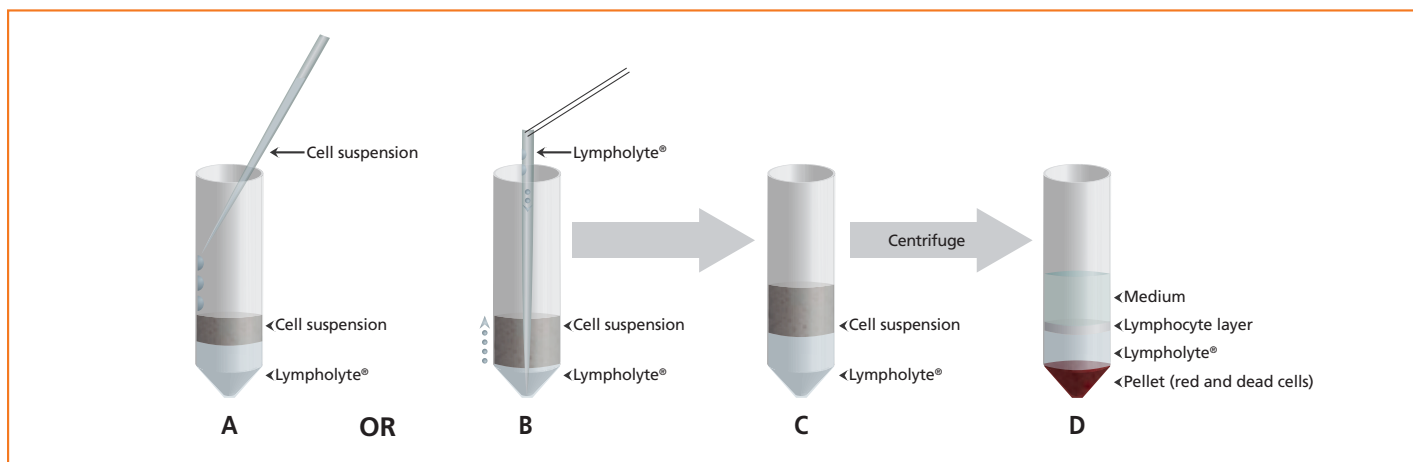 Cell suspension
Cell suspension
Lympholyte®
A
OR
Lympholyte®
Cell suspension
Lympholyte®
B
Cell suspension
Lympholyte®
C
Centrifuge
Medium
Lymphocyte layer
Lympholyte®
Pellet (red and dead cells)
D